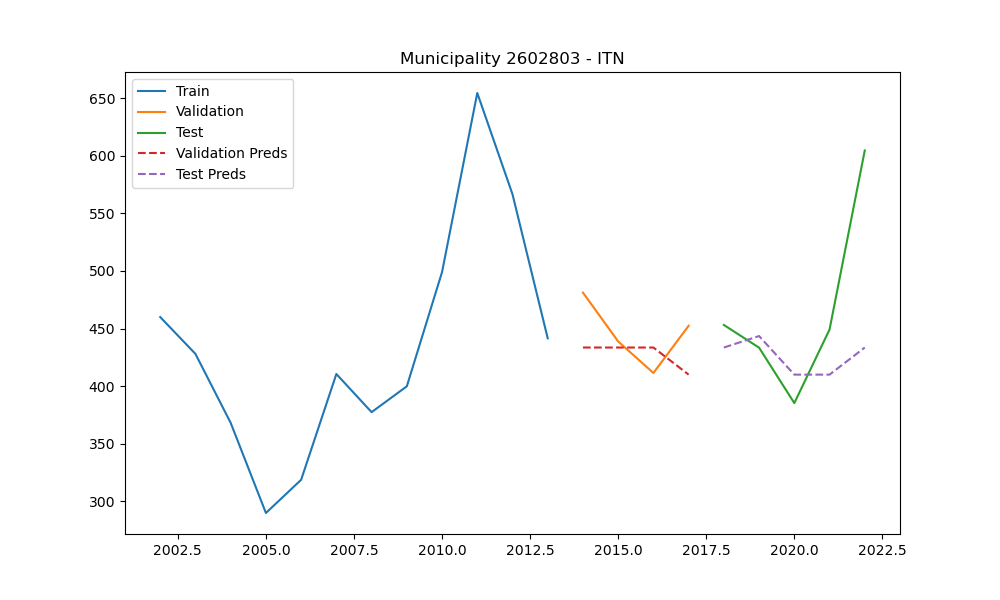 Municipality 2602803 - ITN
Train
Validation
Test
Validation Preds
Test Preds
650
600
550
500
450
400
350
300
2002.5 2005.0 2007.5 2010.0 2012.5 2015.0 2017.5 2020.0 2022.5